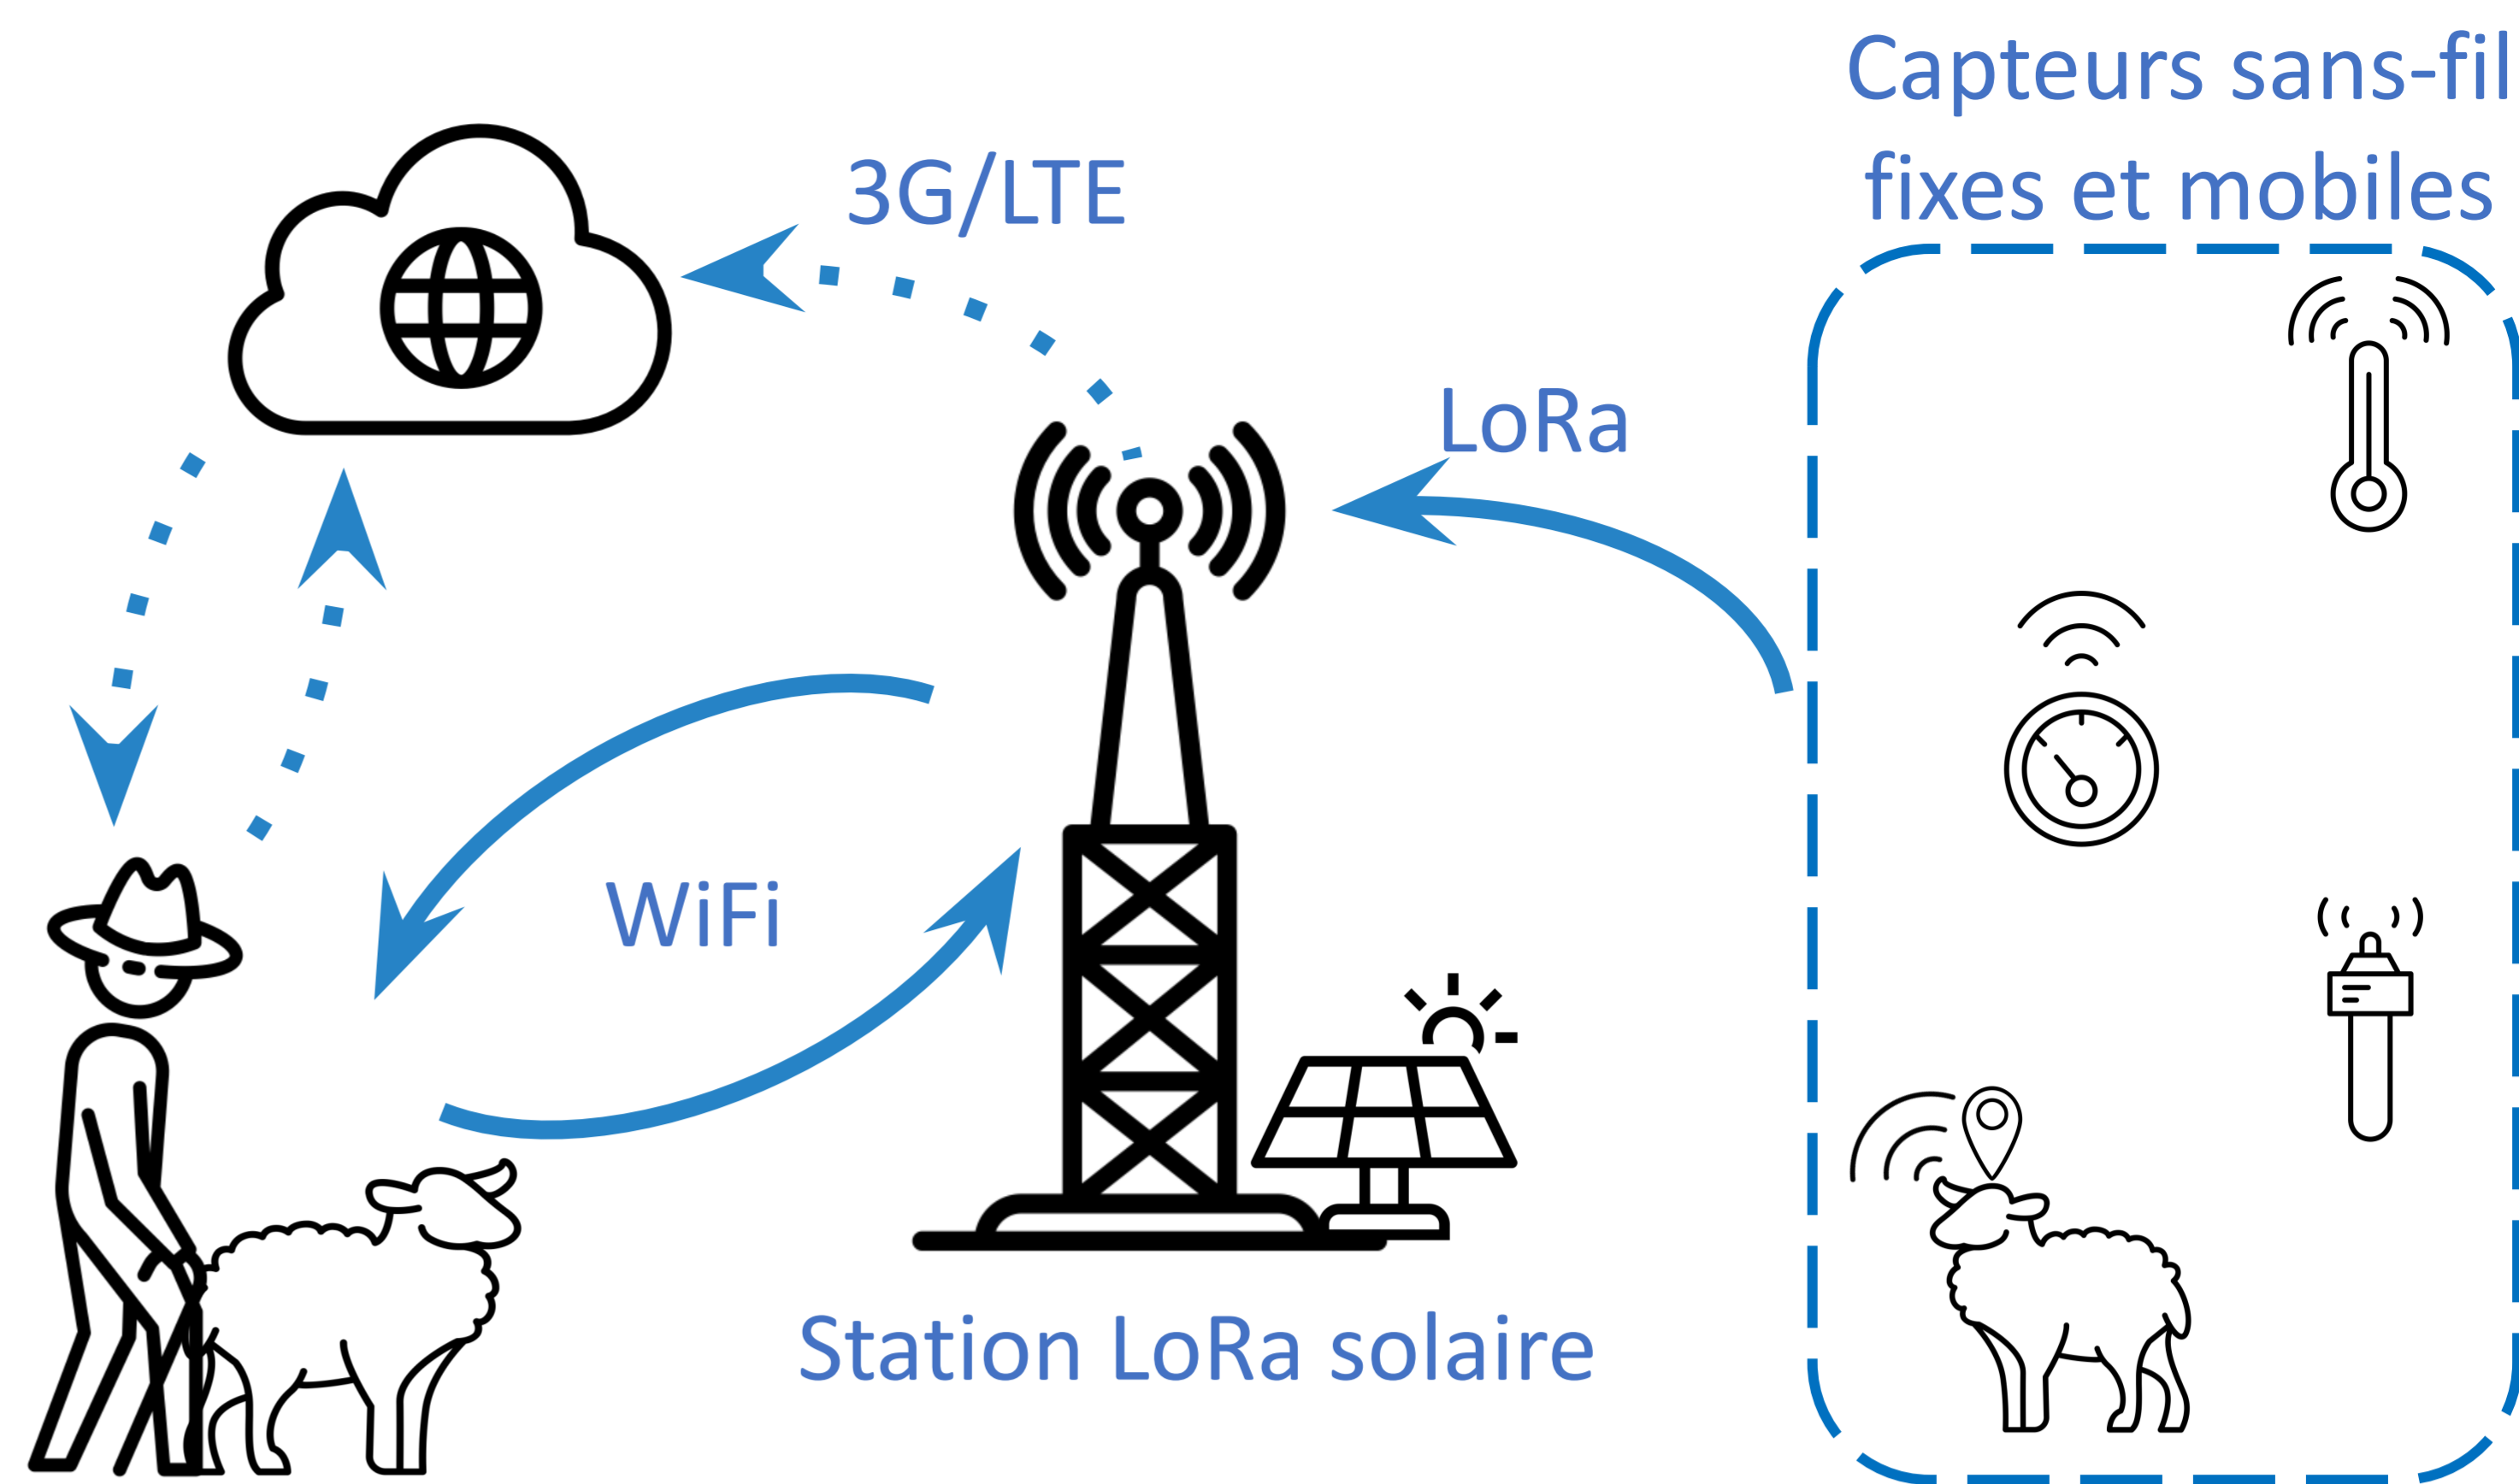 Capteurs sans-fil
fixes et mobiles
3G/LTE
LoRa
WiFi
Station LoRa solaire